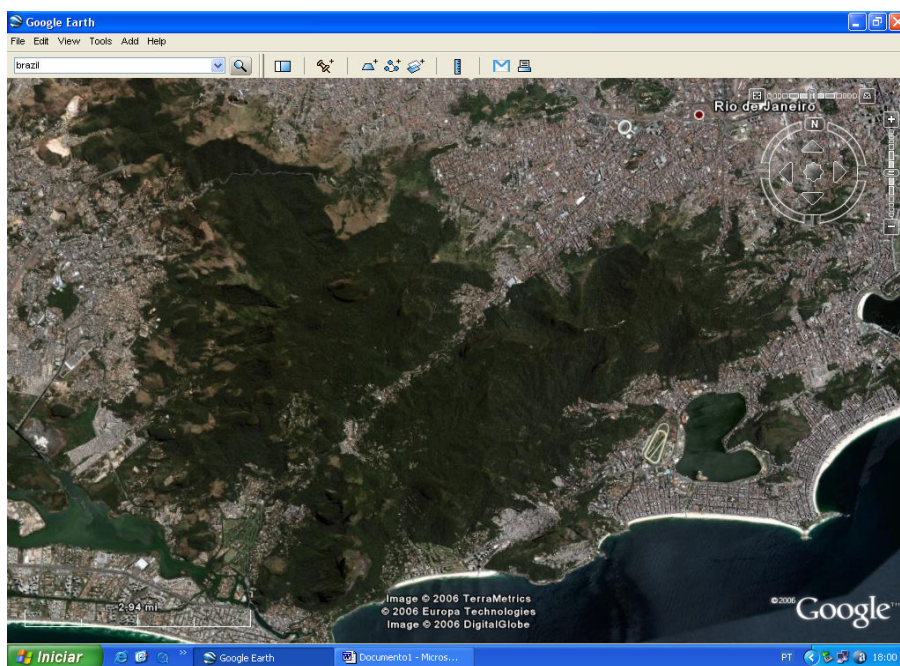 Google Earth
File Edit View Tools Add Help
brazil
Rio de Janeiro
N
2.94 mi
Image © 2006 TerraMetrics
© 2006 Europa Technologies
Image © 2006 DigitalGlobe
©2006 Google™
Iniciar
Google Earth
Documento1 - Micros...
PT
18:00